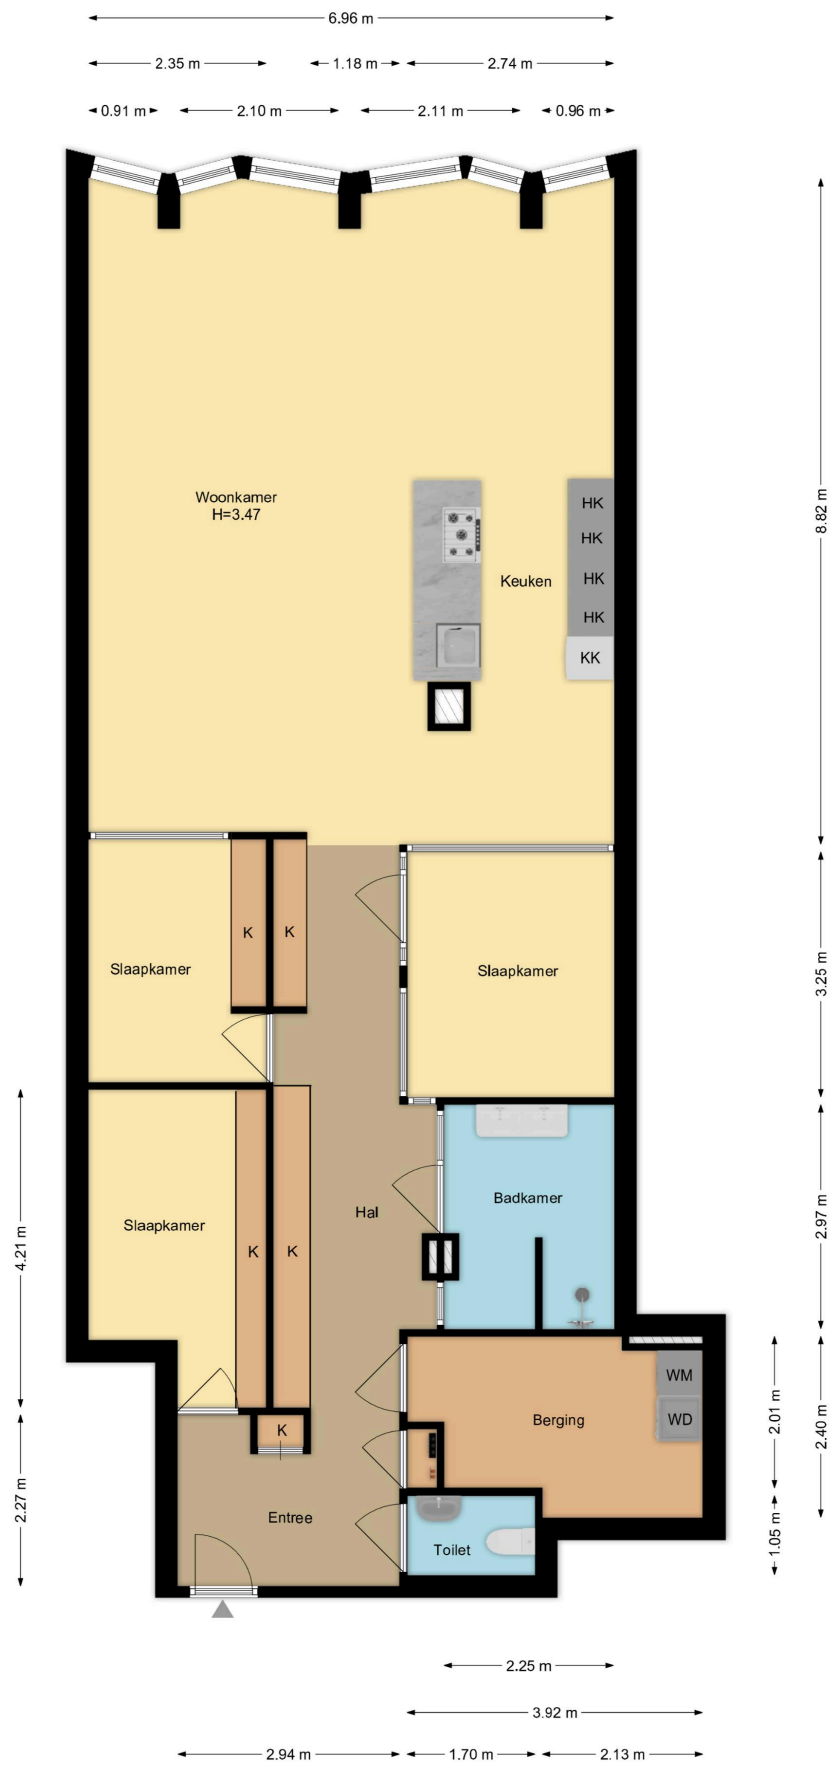 6.96 m
2.35 m
1.18 m
2.74 m
0.91 m
2.10 m
2.11 m
0.96 m
Woonkamer
H=3.47
HK
HK
HK
HK
KK
Keuken
8.82 m
K
K
Slaapkamer
Slaapkamer
3.25 m
Slaapkamer
K
K
Hal
Badkamer
4.21 m
2.97 m
WM
WD
Berging
2.01 m
2.40 m
K
Entree
Toilet
2.27 m
1.05 m
2.25 m
3.92 m
2.94 m
1.70 m
2.13 m